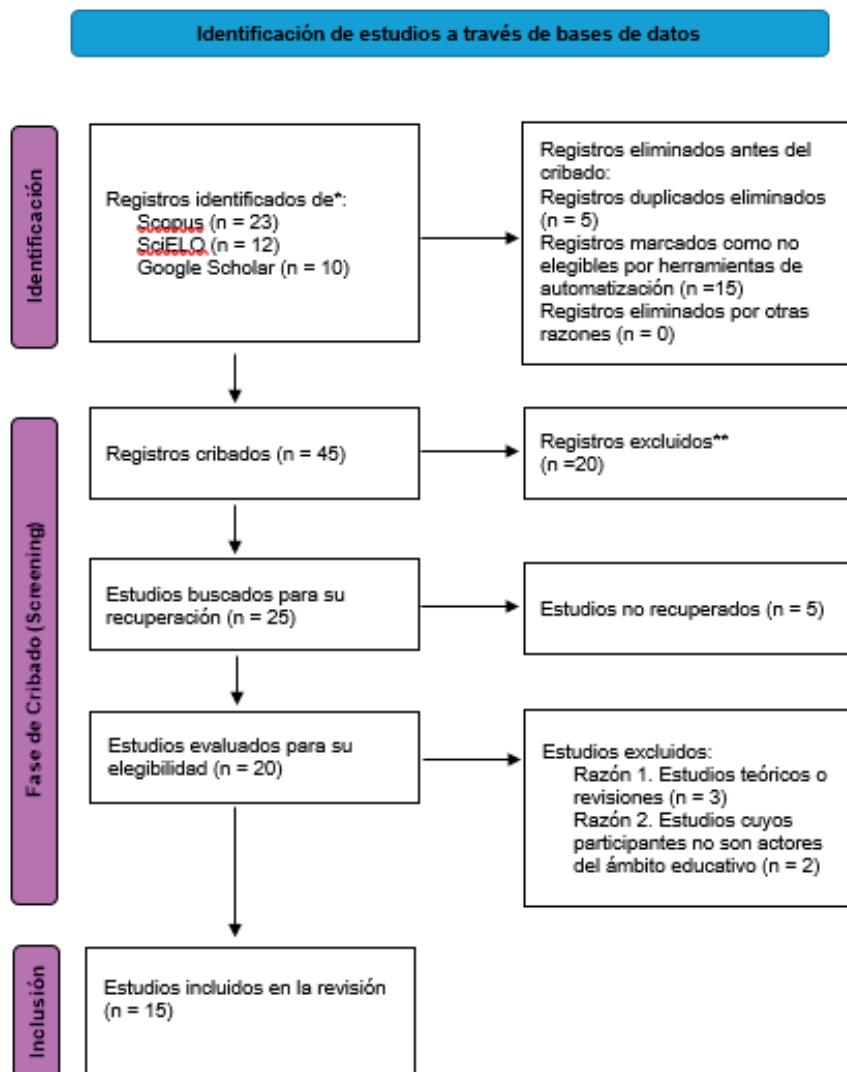 Identificación de estudios a través de bases de datos
Identificación
Registros identificados de*:
Scopus (n = 23)
SciELO (n = 12)
Google Scholar (n = 10)
Registros eliminados antes del
cribado:
Registros duplicados eliminados
(n = 5)
Registros marcados como no
elegibles por herramientas de
automatización (n =15)
Registros eliminados por otras
razones (n = 0)
Fase de Cribado (Screening)
Registros cribados (n = 45)
Registros excluidos**
(n =20)
Estudios buscados para su
recuperación (n = 25)
Estudios no recuperados (n = 5)
Estudios evaluados para su
elegibilidad (n = 20)
Estudios excluidos:
Razón 1. Estudios teóricos o
revisiones (n = 3)
Razón 2. Estudios cuyos
participantes no son actores
del ámbito educativo (n = 2)
Inclusión
Estudios incluidos en la revisión
(n = 15)